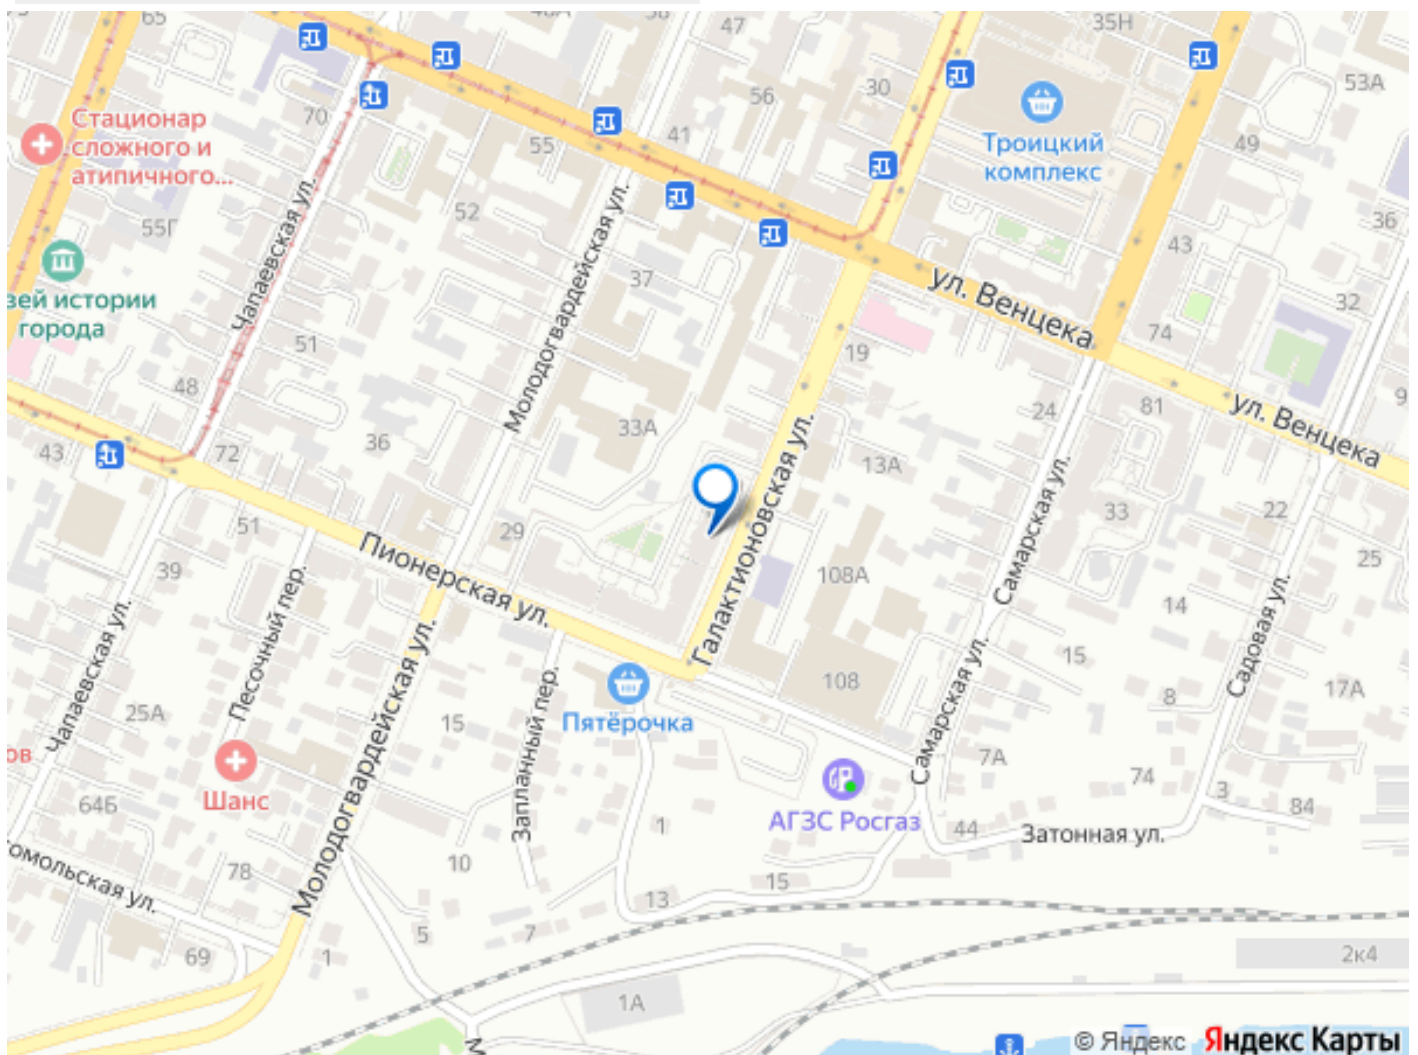 65
48А
58
47
35Н
30
53А
56
70
Стационар
сложного и
атипичного...
41
55
Троицкий
комплекс
49
52
36
55Г
Чапаевская ул.
Молодогвардейская ул.
43
37
ул. Венцека
зей истории
города
32
74
51
19
48
24
81
ул. Венцека
9
33А
36
43
72
13А
Галактионовская ул.
Самарская ул.
33
22
51
29
25
Пионерская ул.
39
108А
14
Песочный пер.
Садовая ул.
15
Чапаевская ул.
Молодогвардейская ул.
108
8
17А
Запланный пер.
Пятёрочка
25А
15
Самарская ул.
ов
7А
74
3
84
Шанс
64Б
АГЗС Росгаз
1
44
Затонная ул.
10
78
15
омольская ул.
13
5
7
69
1
2к4
1А
М
© Яндекс
Яндекс Карты